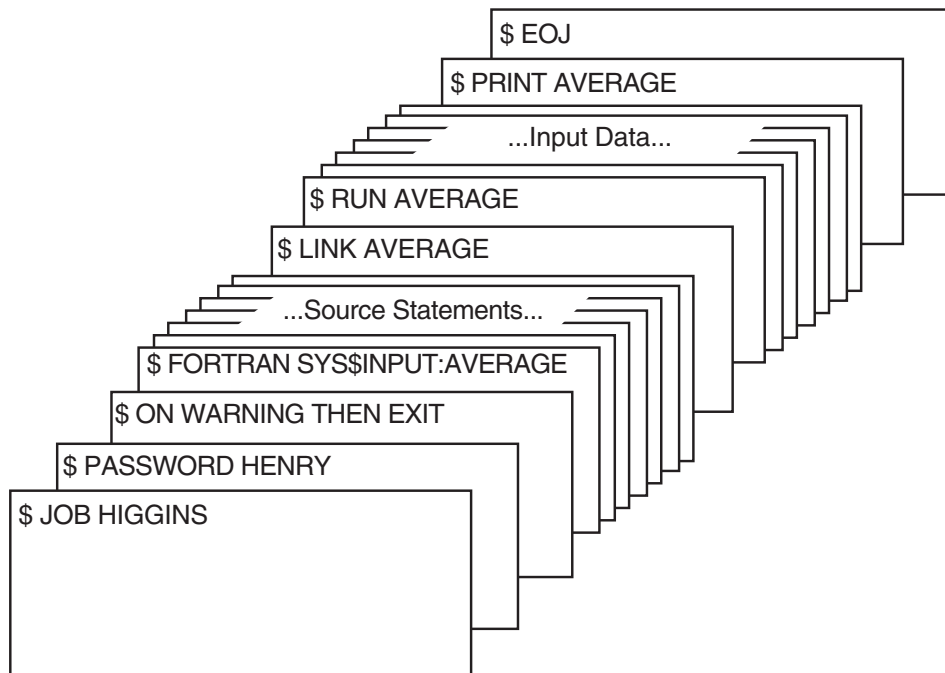 $ EOJ
$ PRINT AVERAGE
...Input Data...
$ RUN AVERAGE
$ LINK AVERAGE
...Source Statements...
$ FORTRAN SYS$INPUT:AVERAGE
$ ON WARNING THEN EXIT
$ PASSWORD HENRY
$ JOB HIGGINS